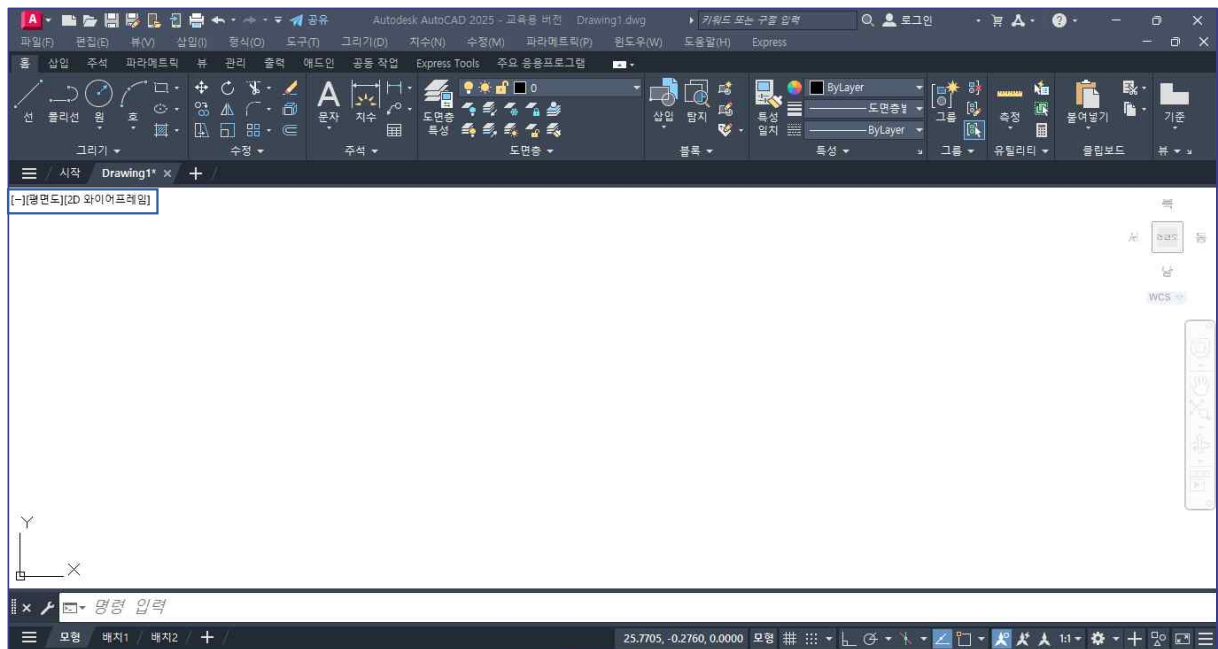 A 공유 Autodesk AutoCAD 2025 - 교육용 버전 Drawing1.dwg 키워드 또는 구절 입력 로그인
파일(F) 편집(E) 뷰(V) 삽입(I) 형식(O) 도구(T) 그리기(D) 치수(N) 수정(M) 파라메트릭(P) 윈도우(W) 도움말(H) Express
홈 삽입 주석 파라메트릭 뷰 관리 출력 애드인 공동 작업 Express Tools 주요 응용프로그램
0 ByLayer
선 폴리선 원 호 문자 치수 도면층 특성 삽입 탐지 특성 일치 도면층별 그룹 측정 붙여넣기 기준
ByLayer
그리기 수정 주석 도면층 블록 특성 그룹 유틸리티 클립보드 뷰
시작 Drawing1* × +
[−][평면도][2D 와이어프레임]
북
서 동
남
WCS
Y
X
명령 입력
모형 배치1 배치2 + 25.7705, -0.2760, 0.0000 모형 1:1